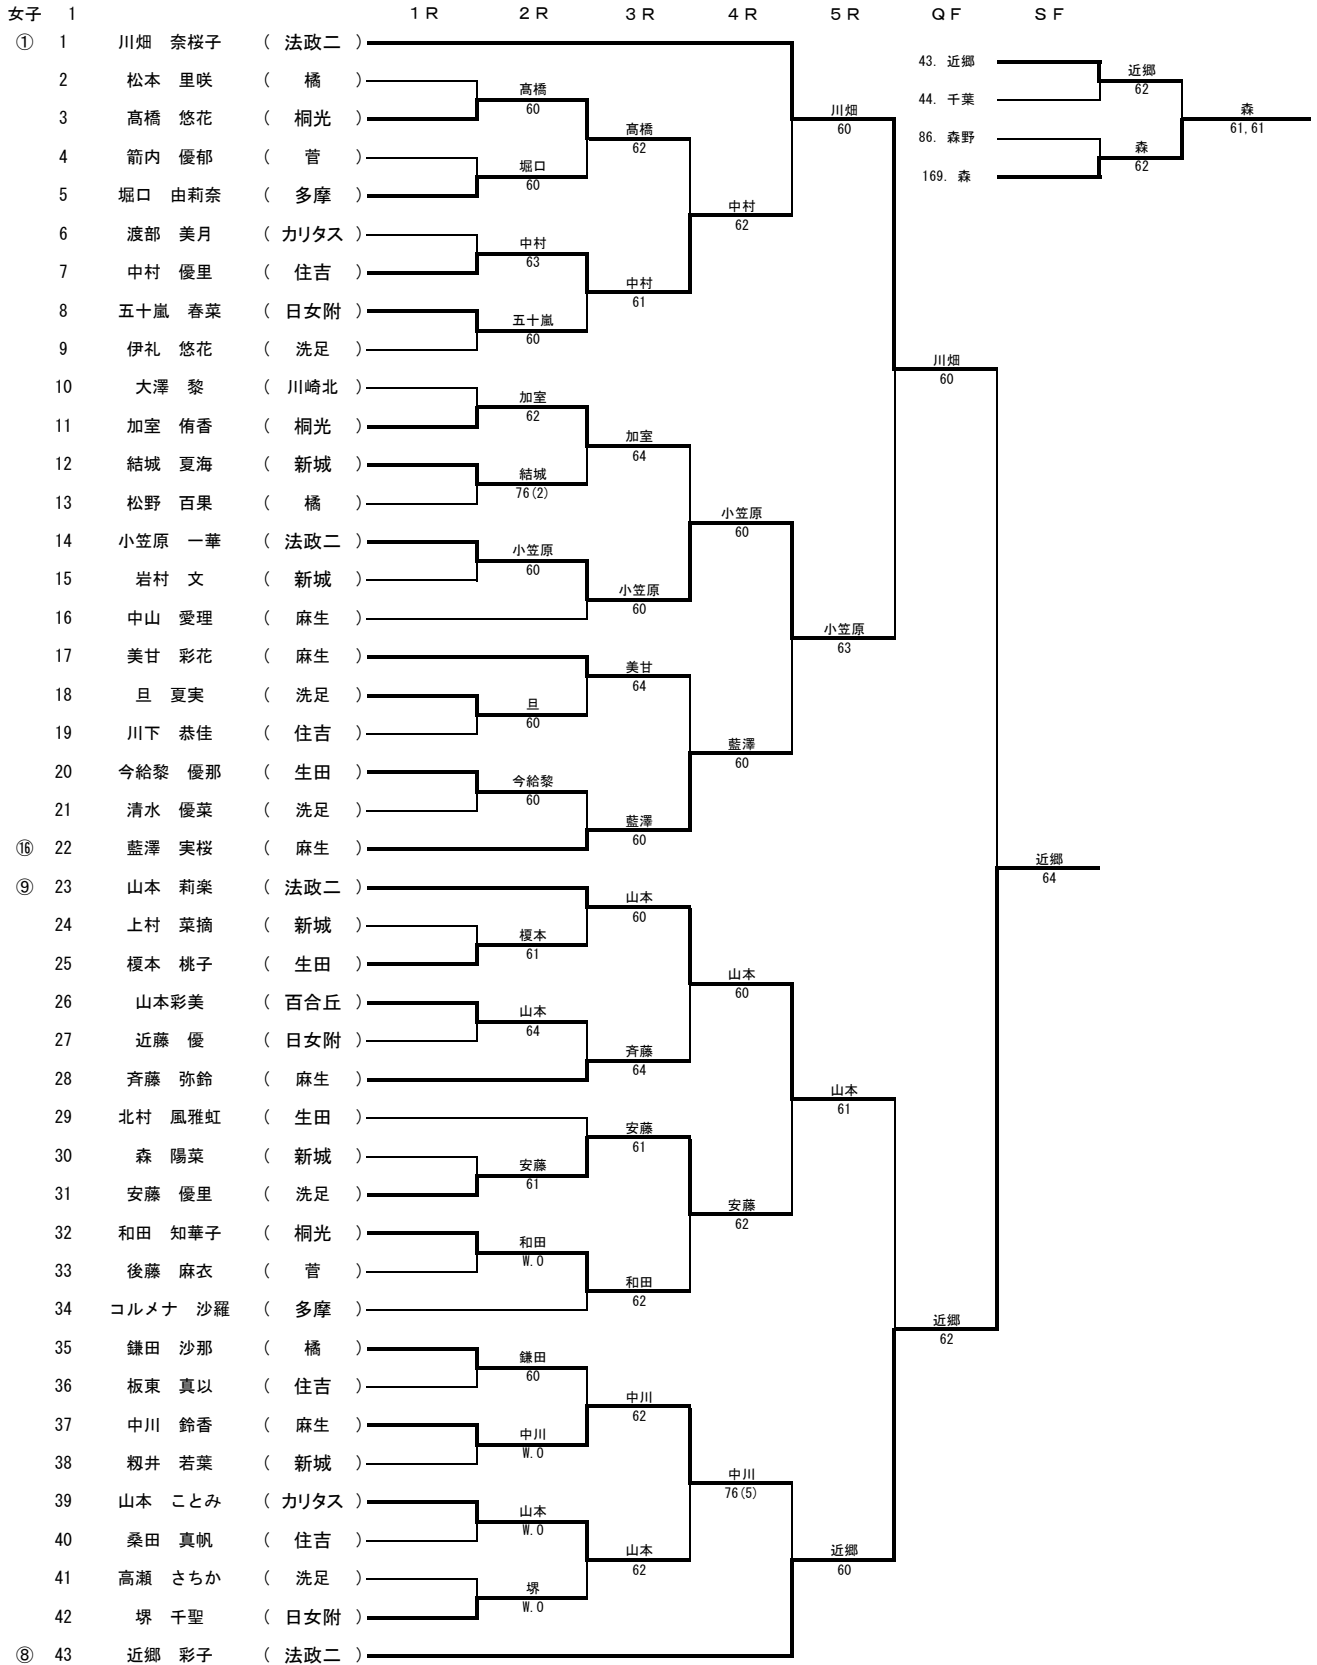 女子 1 1R 2R 3R 4R 5R QF SF
① 1 川畑 奈桜子 ( 法政二 )
43. 近郷
近郷
2 松本 里咲 ( 橘 )
62
髙橋
44. 千葉
60
森
3 髙橋 悠花 ( 桐光 )
川畑
61,61
60
髙橋
86. 森野
62
森
4 箭内 優郁 ( 菅 )
62
堀口
169. 森
60
5 堀口 由莉奈 ( 多摩 )
中村
62
6 渡部 美月 ( カリタス )
中村
63
7 中村 優里 ( 住吉 )
中村
61
8 五十嵐 春菜 ( 日女附 )
五十嵐
60
9 伊礼 悠花 ( 洗足 )
川畑
60
10 大澤 黎 ( 川崎北 )
加室
62
11 加室 侑香 ( 桐光 )
加室
64
12 結城 夏海 ( 新城 )
結城
76(2)
13 松野 百果 ( 橘 )
小笠原
60
14 小笠原 一華 ( 法政二 )
小笠原
60
15 岩村 文 ( 新城 )
小笠原
60
16 中山 愛理 ( 麻生 )
小笠原
63
17 美甘 彩花 ( 麻生 )
美甘
64
18 旦 夏実 ( 洗足 )
旦
60
19 川下 恭佳 ( 住吉 )
藍澤
60
20 今給黎 優那 ( 生田 )
今給黎
60
21 清水 優菜 ( 洗足 )
藍澤
60
⑯ 22 藍澤 実桜 ( 麻生 )
近郷
64
⑨ 23 山本 莉楽 ( 法政二 )
山本
60
24 上村 菜摘 ( 新城 )
榎本
61
25 榎本 桃子 ( 生田 )
山本
60
26 山本彩美 ( 百合丘 )
山本
64
27 近藤 優 ( 日女附 )
斉藤
64
28 斉藤 弥鈴 ( 麻生 )
山本
61
29 北村 風雅虹 ( 生田 )
安藤
61
30 森 陽菜 ( 新城 )
安藤
61
31 安藤 優里 ( 洗足 )
安藤
62
32 和田 知華子 ( 桐光 )
和田
W.O
33 後藤 麻衣 ( 菅 )
和田
62
34 コルメナ 沙羅 ( 多摩 )
近郷
62
35 鎌田 沙那 ( 橘 )
鎌田
60
36 板東 真以 ( 住吉 )
中川
62
37 中川 鈴香 ( 麻生 )
中川
W.O
38 籾井 若葉 ( 新城 )
中川
76(5)
39 山本 ことみ ( カリタス )
山本
W.O
40 桑田 真帆 ( 住吉 )
山本
62
近郷
60
41 高瀬 さちか ( 洗足 )
堺
W.O
42 堺 千聖 ( 日女附 )
⑧ 43 近郷 彩子 ( 法政二 )